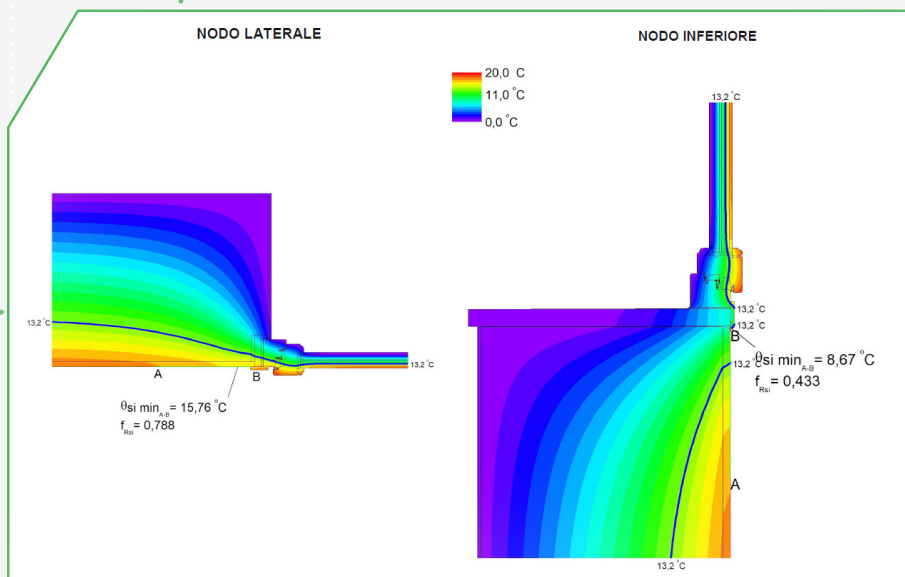 NODO LATERALE
13,2 °C
13,2 °C
A
B
θsi min A-B = 15,76 °C
f Rsi = 0,788
NODO INFERIORE
20,0 °C
11,0 °C
0,0 °C
13,2 °C
13,2 °C
13,2 °C
B
θsi min A-B = 8,67 °C
13,2 °C
f Rsi = 0,433
A
13,2 °C